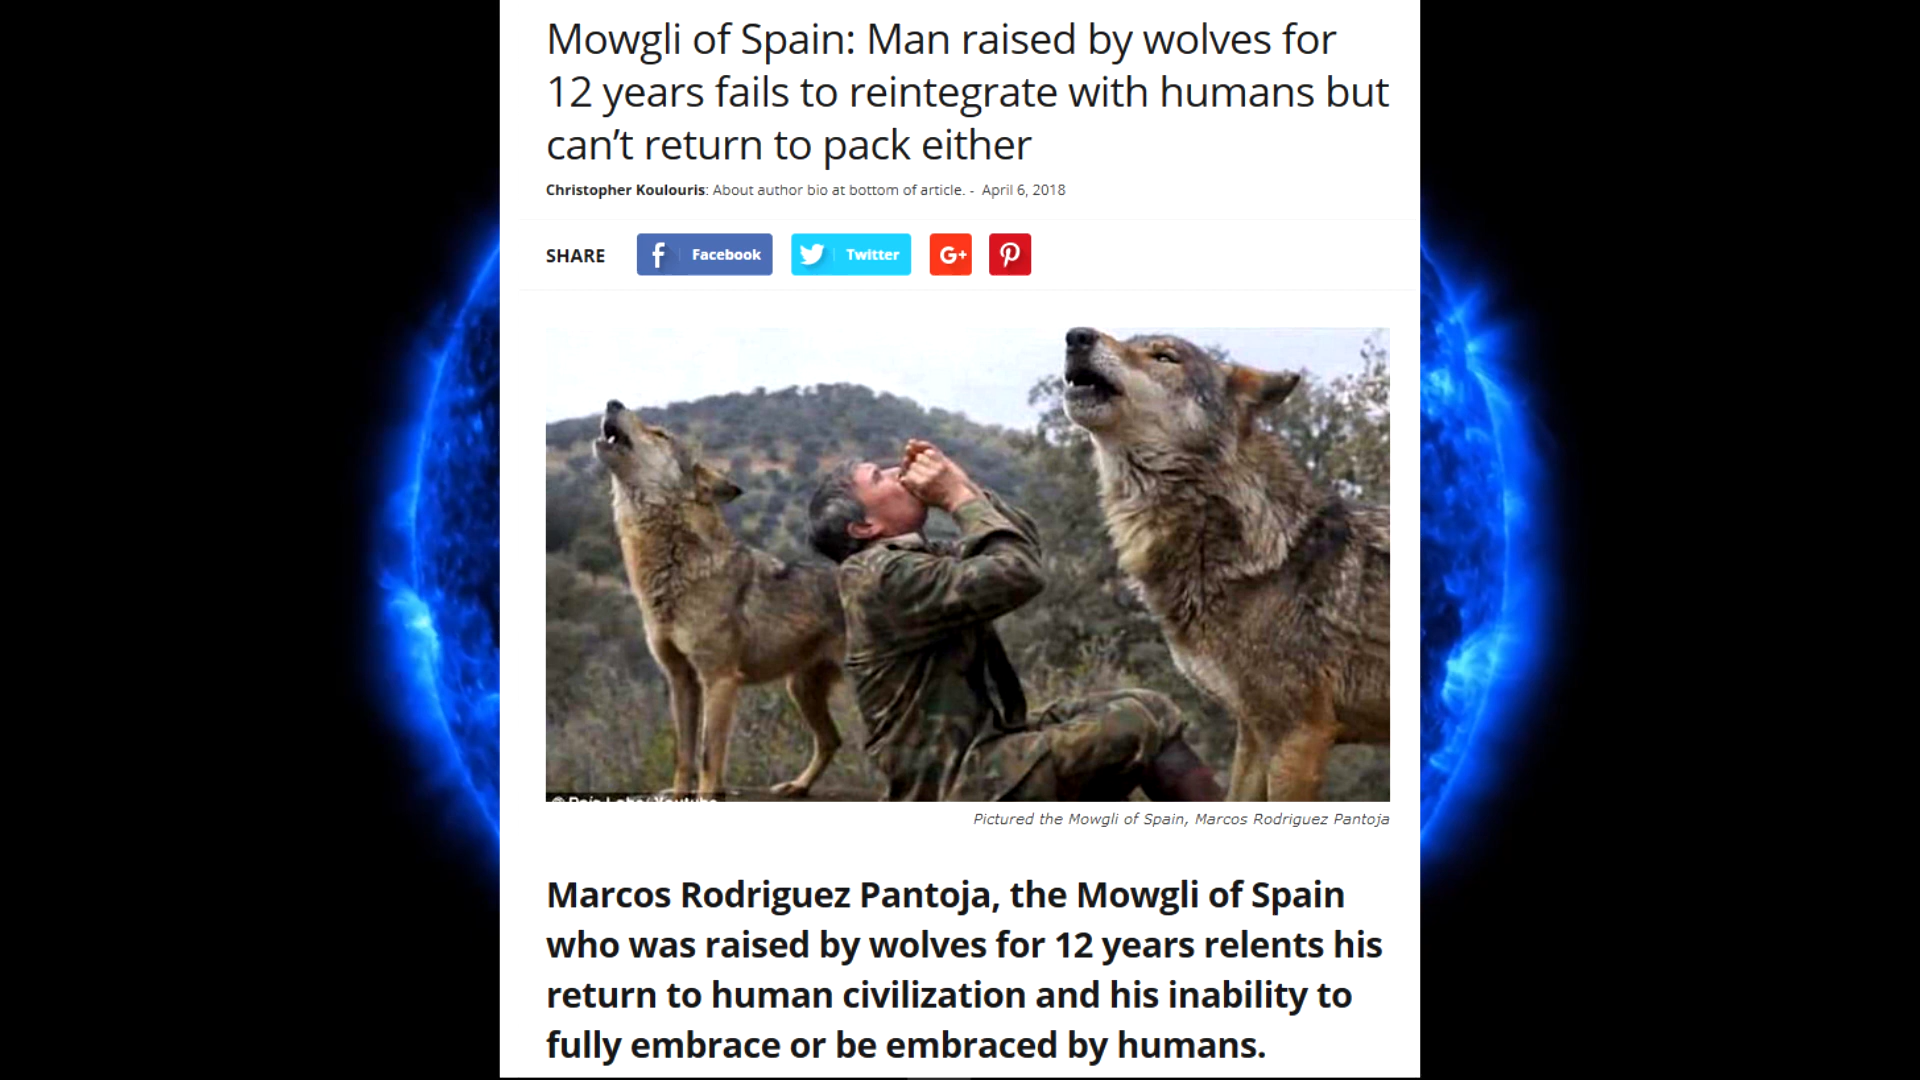 Mowgli of Spain: Man raised by wolves for
12 years fails to reintegrate with humans but
can't return to pack either
Christopher Koulouris: About author bio at bottom of article. - April 6, 2018
SHARE
Facebook
Twitter
G+
Pictured the Mowgli of Spain, Marcos Rodriguez Pantoja
Marcos Rodriguez Pantoja, the Mowgli of Spain
who was raised by wolves for 12 years relents his
return to human civilization and his inability to
fully embrace or be embraced by humans.